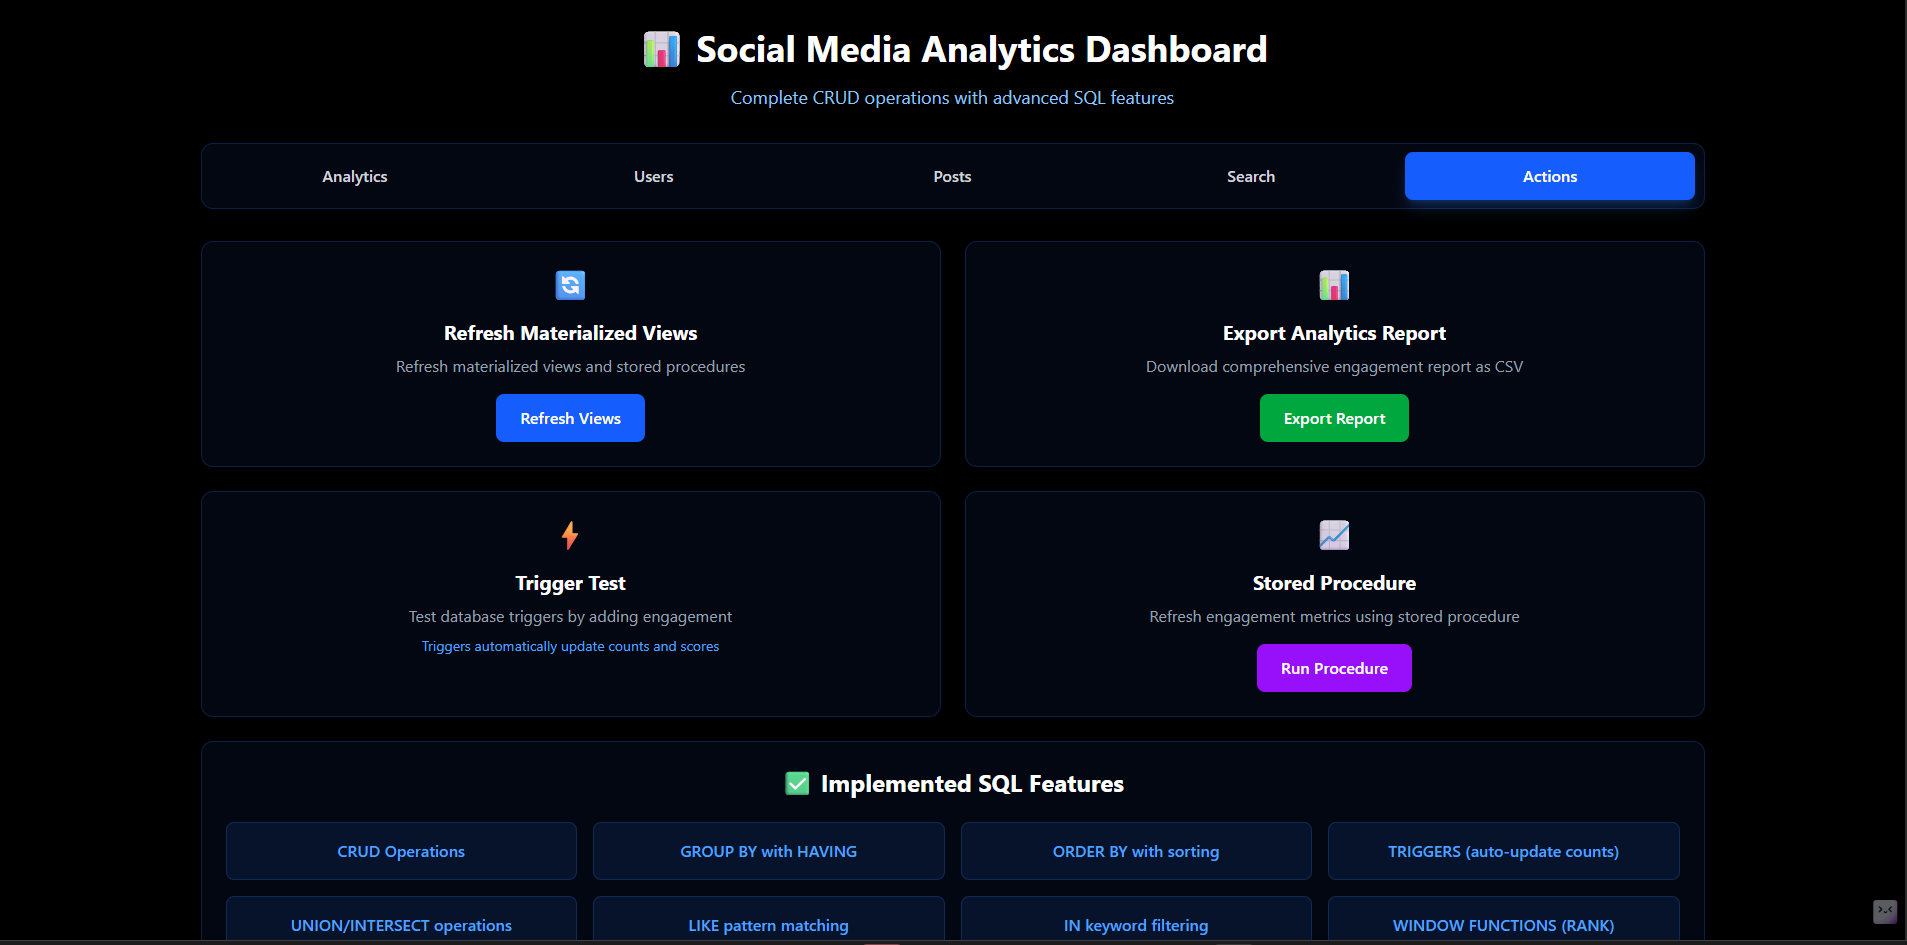 Social Media Analytics Dashboard
Complete CRUD operations with advanced SQL features
Analytics
Users
Posts
Search
Actions
Refresh Materialized Views
Refresh materialized views and stored procedures
Refresh Views
Export Analytics Report
Download comprehensive engagement report as CSV
Export Report
Trigger Test
Test database triggers by adding engagement
Triggers automatically update counts and scores
Stored Procedure
Refresh engagement metrics using stored procedure
Run Procedure
Implemented SQL Features
CRUD Operations
GROUP BY with HAVING
ORDER BY with sorting
TRIGGERS (auto-update counts)
UNION/INTERSECT operations
LIKE pattern matching
IN keyword filtering
WINDOW FUNCTIONS (RANK)